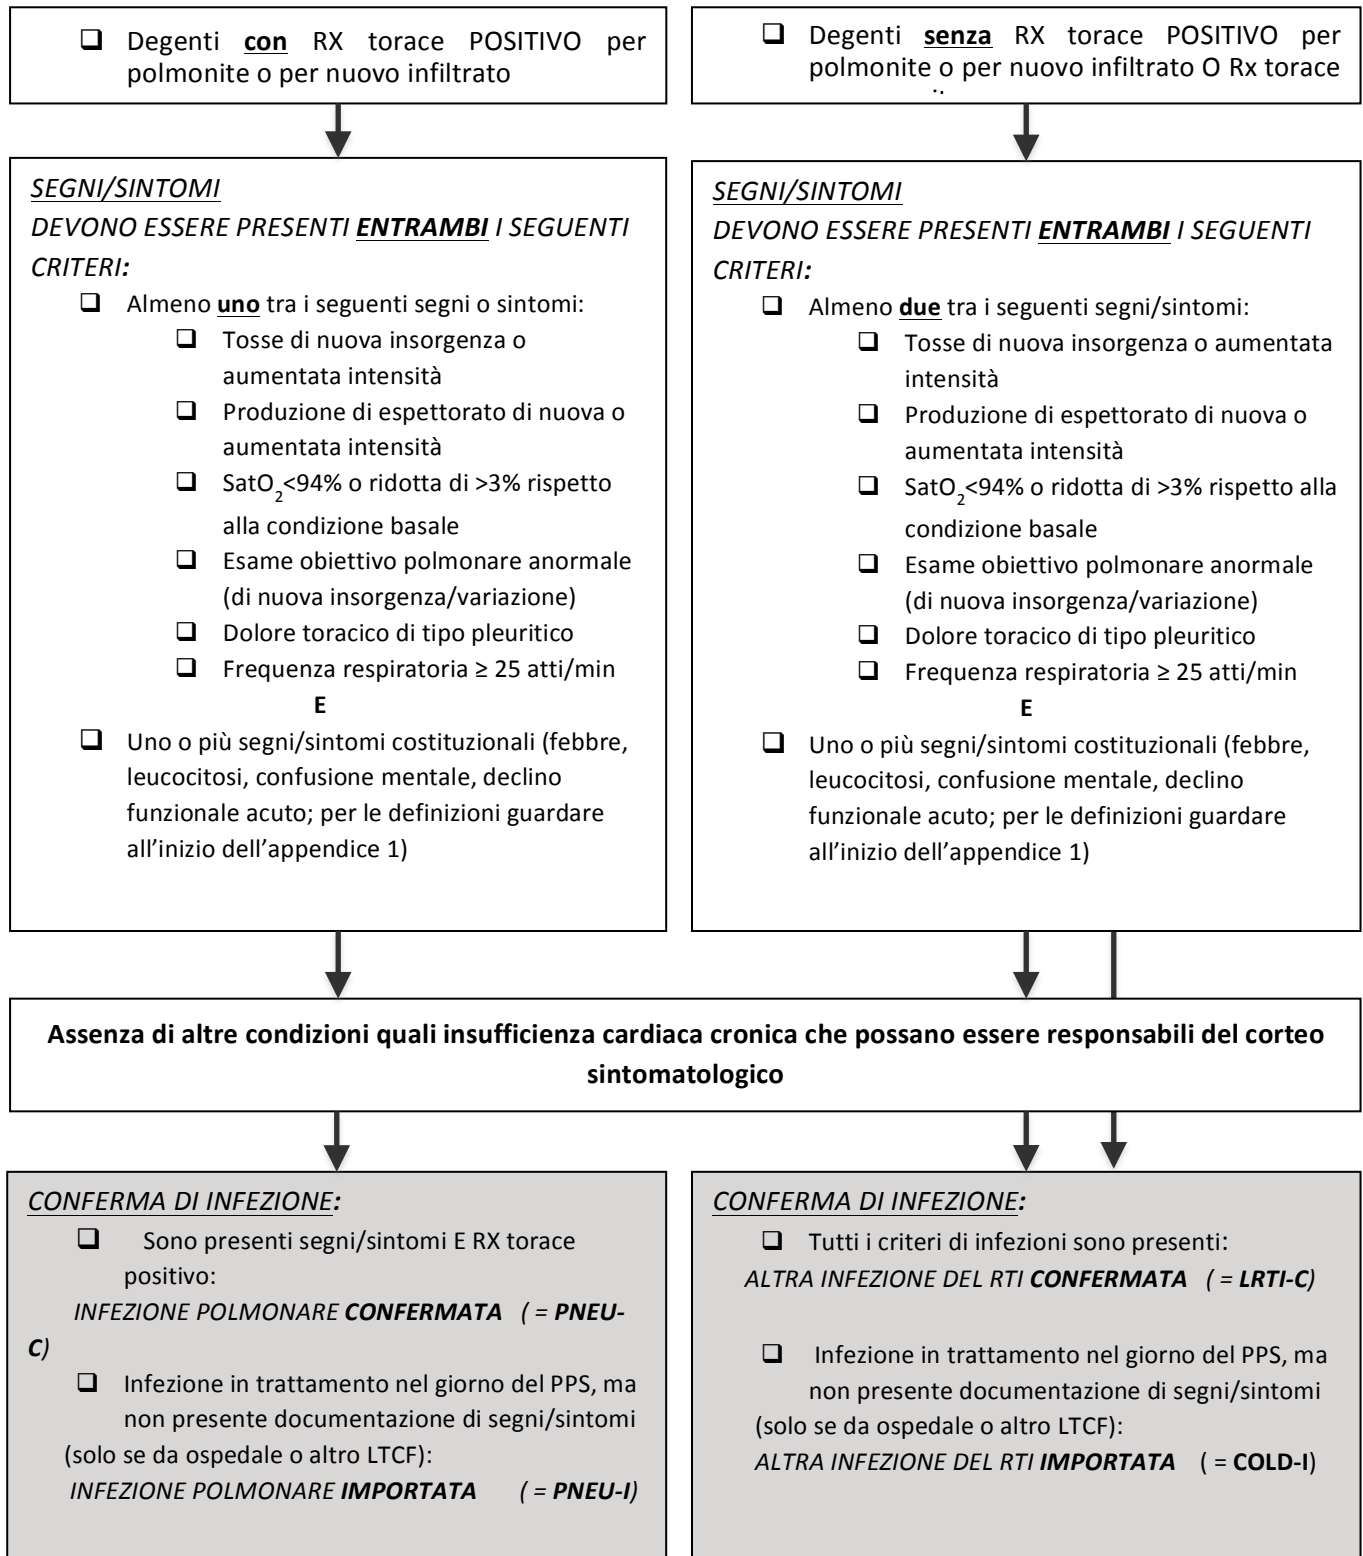 ❑ Degenti con RX torace POSITIVO per
polmonite o per nuovo infiltrato
❑ Degenti senza RX torace POSITIVO per
polmonite o per nuovo infiltrato O Rx torace
SEGNI/SINTOMI
DEVONO ESSERE PRESENTI ENTRAMBI I SEGUENTI
CRITERI:
❑ Almeno uno tra i seguenti segni o sintomi:
❑ Tosse di nuova insorgenza o
aumentata intensità
❑ Produzione di espettorato di nuova o
aumentata intensità
❑ SatO2<94% o ridotta di >3% rispetto
alla condizione basale
❑ Esame obiettivo polmonare anormale
(di nuova insorgenza/variazione)
❑ Dolore toracico di tipo pleuritico
❑ Frequenza respiratoria ≥ 25 atti/min
E
❑ Uno o più segni/sintomi costituzionali (febbre,
leucocitosi, confusione mentale, declino
funzionale acuto; per le definizioni guardare
all’inizio dell’appendice 1)
SEGNI/SINTOMI
DEVONO ESSERE PRESENTI ENTRAMBI I SEGUENTI
CRITERI:
❑ Almeno due tra i seguenti segni/sintomi:
❑ Tosse di nuova insorgenza o aumentata
intensità
❑ Produzione di espettorato di nuova o
aumentata intensità
❑ SatO2<94% o ridotta di >3% rispetto alla
condizione basale
❑ Esame obiettivo polmonare anormale
(di nuova insorgenza/variazione)
❑ Dolore toracico di tipo pleuritico
❑ Frequenza respiratoria ≥ 25 atti/min
E
❑ Uno o più segni/sintomi costituzionali (febbre,
leucocitosi, confusione mentale, declino
funzionale acuto; per le definizioni guardare
all’inizio dell’appendice 1)
Assenza di altre condizioni quali insufficienza cardiaca cronica che possano essere responsabili del corteo
sintomatologico
CONFERMA DI INFEZIONE:
❑ Sono presenti segni/sintomi E RX torace
positivo:
INFEZIONE POLMONARE CONFERMATA ( = PNEU-
C)
❑ Infezione in trattamento nel giorno del PPS, ma
non presente documentazione di segni/sintomi
(solo se da ospedale o altro LTCF):
INFEZIONE POLMONARE IMPORTATA ( = PNEU-I)
CONFERMA DI INFEZIONE:
❑ Tutti i criteri di infezioni sono presenti:
ALTRA INFEZIONE DEL RTI CONFERMATA ( = LRTI-C)
❑ Infezione in trattamento nel giorno del PPS, ma
non presente documentazione di segni/sintomi
(solo se da ospedale o altro LTCF):
ALTRA INFEZIONE DEL RTI IMPORTATA ( = COLD-I)